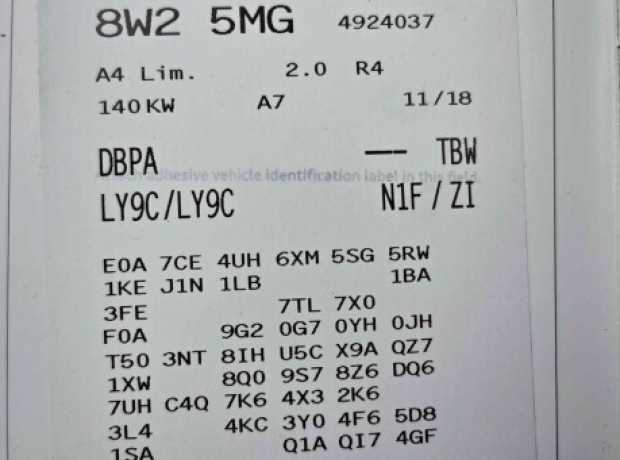 8W2 5MG 4924037
A4 Lim. 2.0 R4
140 KW A7 11/18
DBPA --- TBW
adhesive vehicle identification label in this field.
LY9C/LY9C N1F / ZI
E0A 7CE 4UH 6XM 5SG 5RW
1KE J1N 1LB 1BA
3FE 7TL 7X0
F0A 9G2 0G7 0YH 0JH
T50 3NT 8IH U5C X9A QZ7
1XW 8Q0 9S7 8Z6 DQ6
7UH C4Q 7K6 4X3 2K6
3L4 4KC 3Y0 4F6 5D8
1SA Q1A QI7 4GF